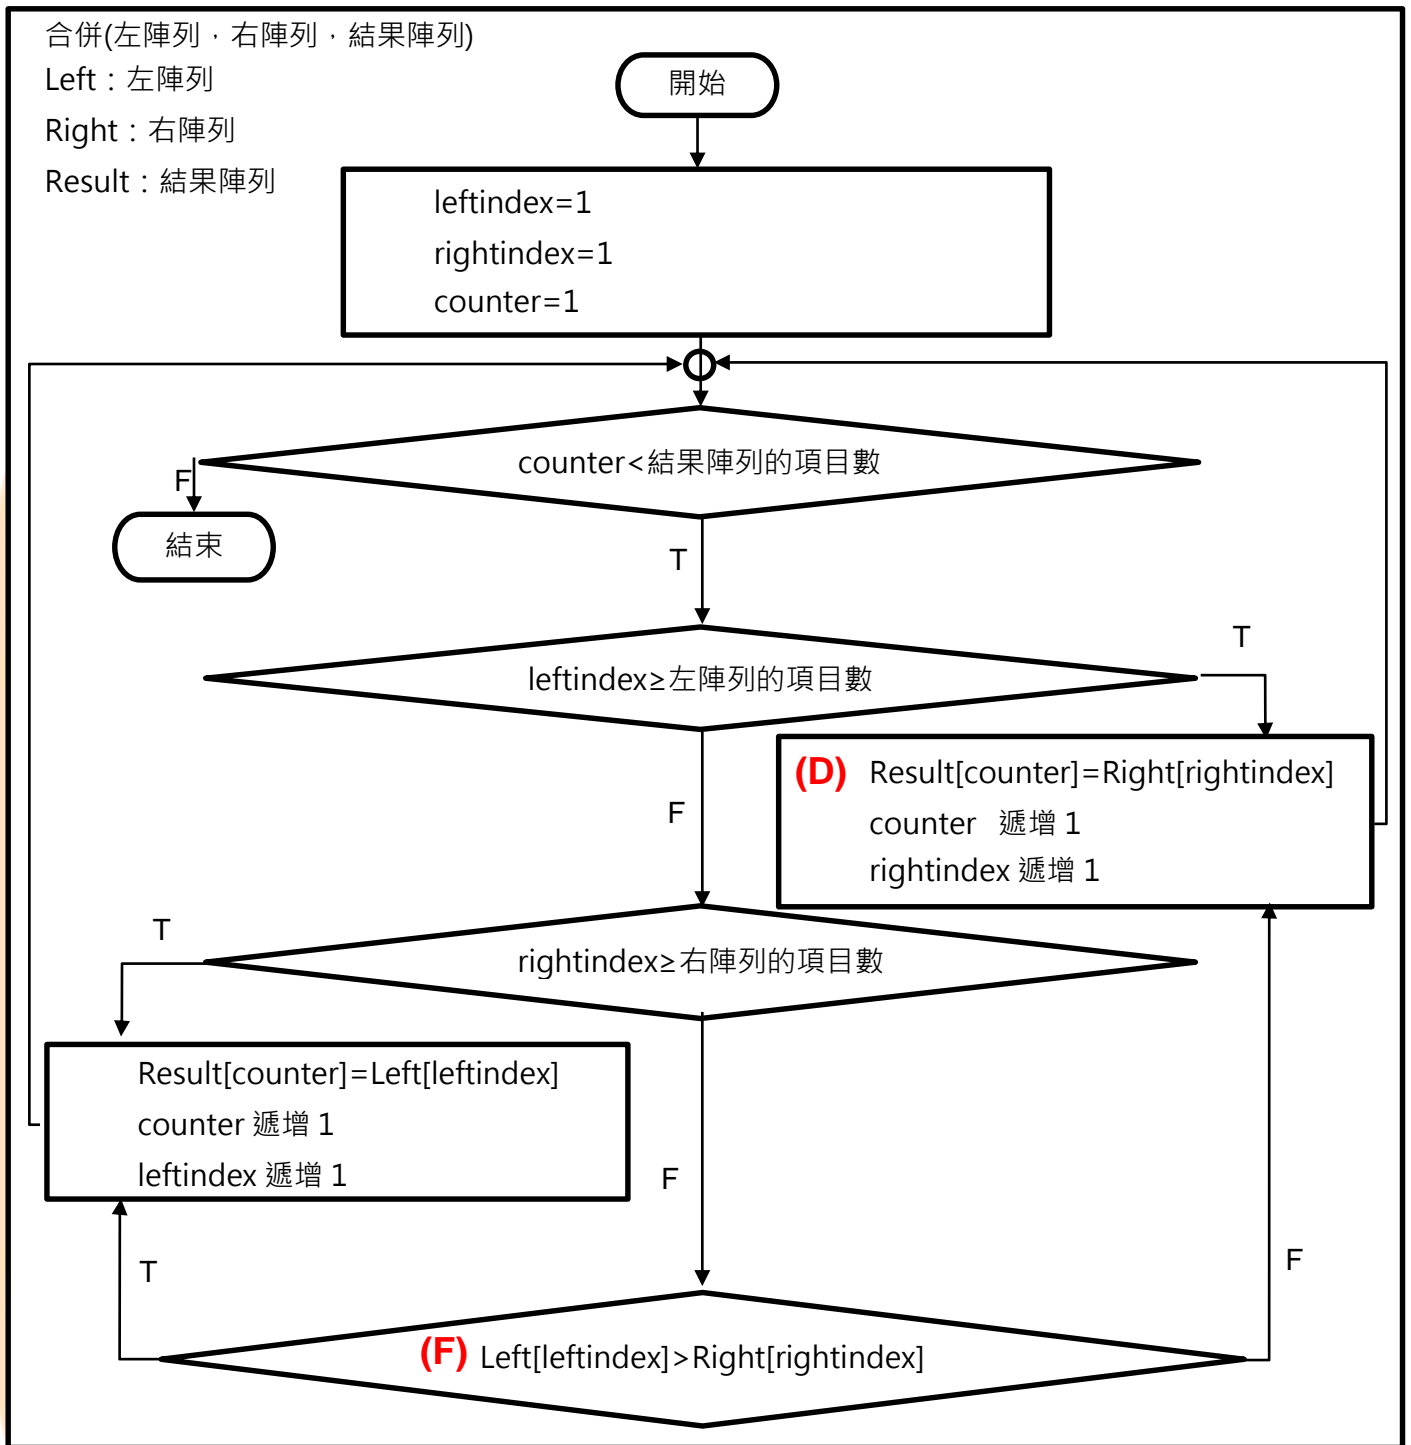 合併(左陣列，右陣列，結果陣列)
Left：左陣列
Right：右陣列
Result：結果陣列
開始
leftindex=1
rightindex=1
counter=1
counter<結果陣列的項目數
F
結束
T
leftindex≥左陣列的項目數
T
(D) Result[counter]=Right[rightindex]
counter 遞增 1
rightindex 遞增 1
F
rightindex≥右陣列的項目數
T
Result[counter]=Left[leftindex]
counter 遞增 1
leftindex 遞增 1
F
T
F
(F) Left[leftindex]>Right[rightindex]